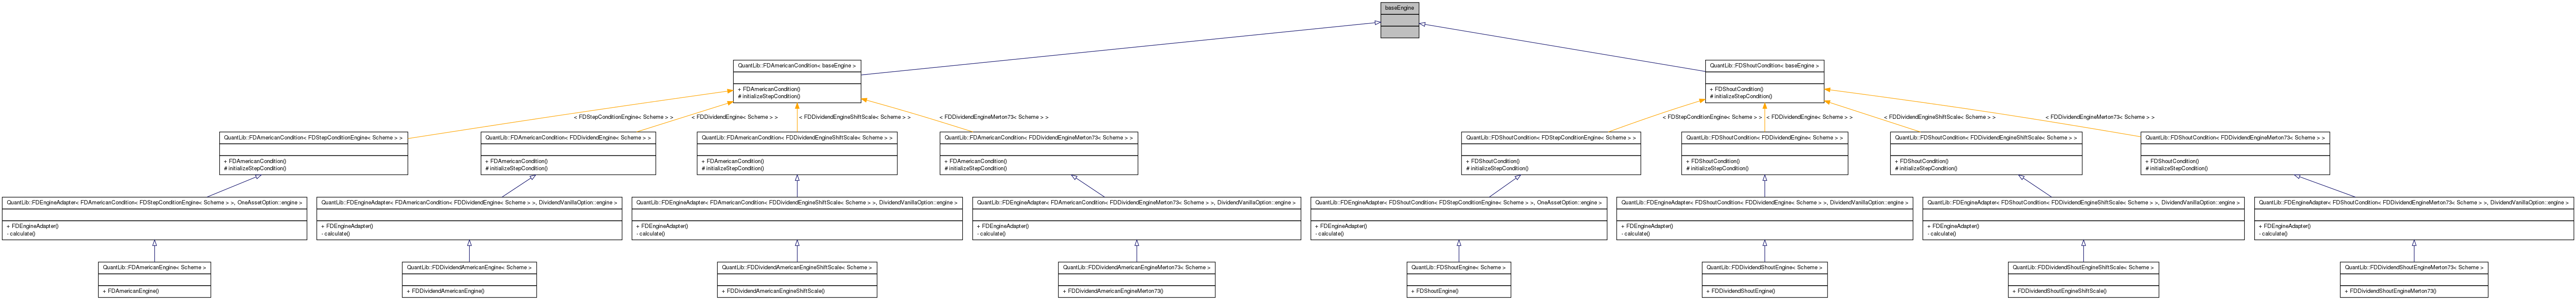 baseEngine
QuantLib::FDAmericanCondition< baseEngine >
+ FDAmericanCondition()
# initializeStepCondition()
QuantLib::FDShoutCondition< baseEngine >
+ FDShoutCondition()
# initializeStepCondition()
< FDStepConditionEngine< Scheme > >
< FDDividendEngine< Scheme > >
< FDDividendEngineShiftScale< Scheme > >
< FDDividendEngineMerton73< Scheme > >
< FDStepConditionEngine< Scheme > >
< FDDividendEngine< Scheme > >
< FDDividendEngineShiftScale< Scheme > >
< FDDividendEngineMerton73< Scheme > >
QuantLib::FDAmericanCondition< FDStepConditionEngine< Scheme > >
+ FDAmericanCondition()
# initializeStepCondition()
QuantLib::FDAmericanCondition< FDDividendEngine< Scheme > >
+ FDAmericanCondition()
# initializeStepCondition()
QuantLib::FDAmericanCondition< FDDividendEngineShiftScale< Scheme > >
+ FDAmericanCondition()
# initializeStepCondition()
QuantLib::FDAmericanCondition< FDDividendEngineMerton73< Scheme > >
+ FDAmericanCondition()
# initializeStepCondition()
QuantLib::FDShoutCondition< FDStepConditionEngine< Scheme > >
+ FDShoutCondition()
# initializeStepCondition()
QuantLib::FDShoutCondition< FDDividendEngine< Scheme > >
+ FDShoutCondition()
# initializeStepCondition()
QuantLib::FDShoutCondition< FDDividendEngineShiftScale< Scheme > >
+ FDShoutCondition()
# initializeStepCondition()
QuantLib::FDShoutCondition< FDDividendEngineMerton73< Scheme > >
+ FDShoutCondition()
# initializeStepCondition()
QuantLib::FDEngineAdapter< FDAmericanCondition< FDStepConditionEngine< Scheme > >, OneAssetOption::engine >
+ FDEngineAdapter()
- calculate()
QuantLib::FDEngineAdapter< FDAmericanCondition< FDDividendEngine< Scheme > >, DividendVanillaOption::engine >
+ FDEngineAdapter()
- calculate()
QuantLib::FDEngineAdapter< FDAmericanCondition< FDDividendEngineShiftScale< Scheme > >, DividendVanillaOption::engine >
+ FDEngineAdapter()
- calculate()
QuantLib::FDEngineAdapter< FDAmericanCondition< FDDividendEngineMerton73< Scheme > >, DividendVanillaOption::engine >
+ FDEngineAdapter()
- calculate()
QuantLib::FDEngineAdapter< FDShoutCondition< FDStepConditionEngine< Scheme > >, OneAssetOption::engine >
+ FDEngineAdapter()
- calculate()
QuantLib::FDEngineAdapter< FDShoutCondition< FDDividendEngine< Scheme > >, DividendVanillaOption::engine >
+ FDEngineAdapter()
- calculate()
QuantLib::FDEngineAdapter< FDShoutCondition< FDDividendEngineShiftScale< Scheme > >, DividendVanillaOption::engine >
+ FDEngineAdapter()
- calculate()
QuantLib::FDEngineAdapter< FDShoutCondition< FDDividendEngineMerton73< Scheme > >, DividendVanillaOption::engine >
+ FDEngineAdapter()
- calculate()
QuantLib::FDAmericanEngine< Scheme >
+ FDAmericanEngine()
QuantLib::FDDividendAmericanEngine< Scheme >
+ FDDividendAmericanEngine()
QuantLib::FDDividendAmericanEngineShiftScale< Scheme >
+ FDDividendAmericanEngineShiftScale()
QuantLib::FDDividendAmericanEngineMerton73< Scheme >
+ FDDividendAmericanEngineMerton73()
QuantLib::FDShoutEngine< Scheme >
+ FDShoutEngine()
QuantLib::FDDividendShoutEngine< Scheme >
+ FDDividendShoutEngine()
QuantLib::FDDividendShoutEngineShiftScale< Scheme >
+ FDDividendShoutEngineShiftScale()
QuantLib::FDDividendShoutEngineMerton73< Scheme >
+ FDDividendShoutEngineMerton73()